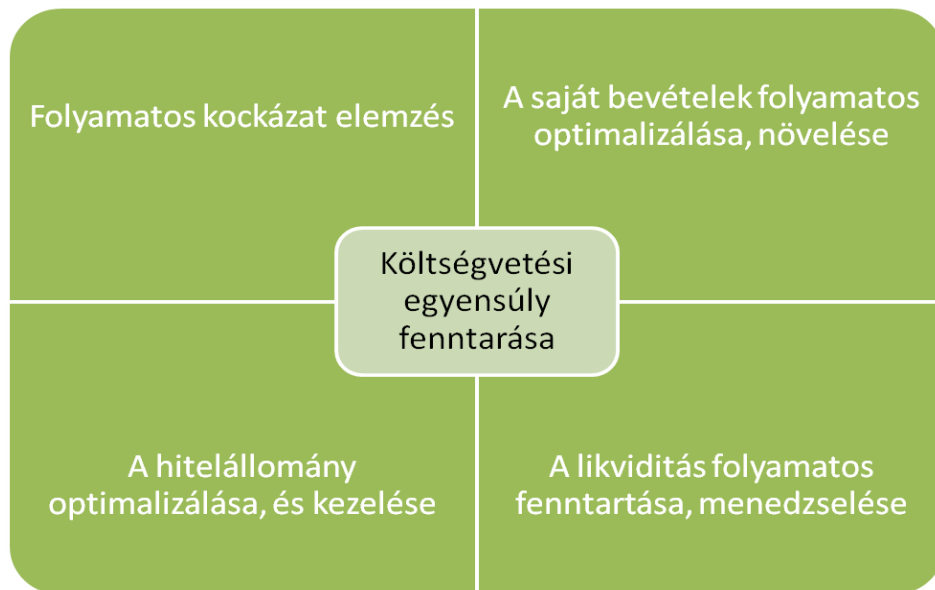 Folyamatos kockázat elemzés
A saját bevételek folyamatos
optimalizálása, növelése
Költségvetési
egyensúly
fenntarása
A hitelállomány
optimalizálása, és kezelése
A likviditás folyamatos
fenntartása, menedzselése